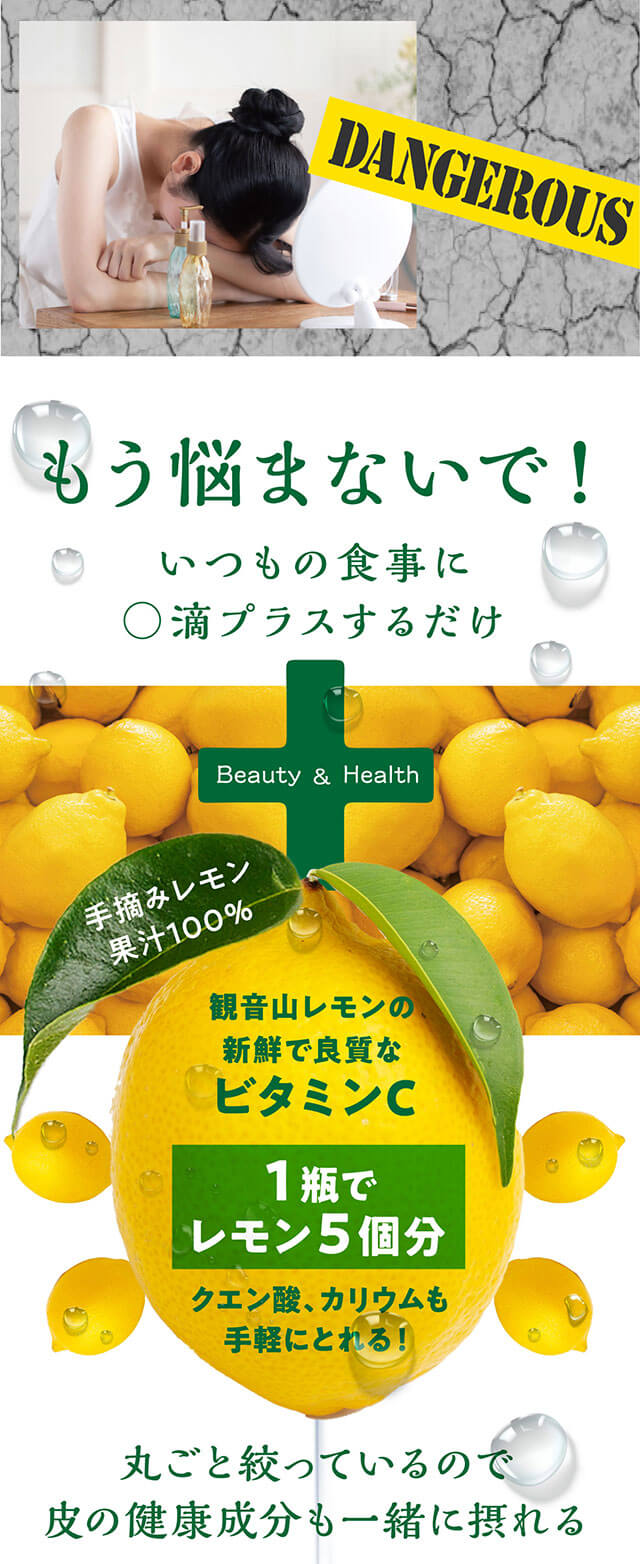 DANGEROUS
もう悩まないで！
いつもの食事に
〇滴プラスするだけ
Beauty & Health
手摘みレモン
果汁100%
観音山レモンの
新鮮で良質な
ビタミンC
1瓶で
レモン5個分
クエン酸、カリウムも
手軽にとれる！
丸ごと絞っているので
皮の健康成分も一緒に摂れる